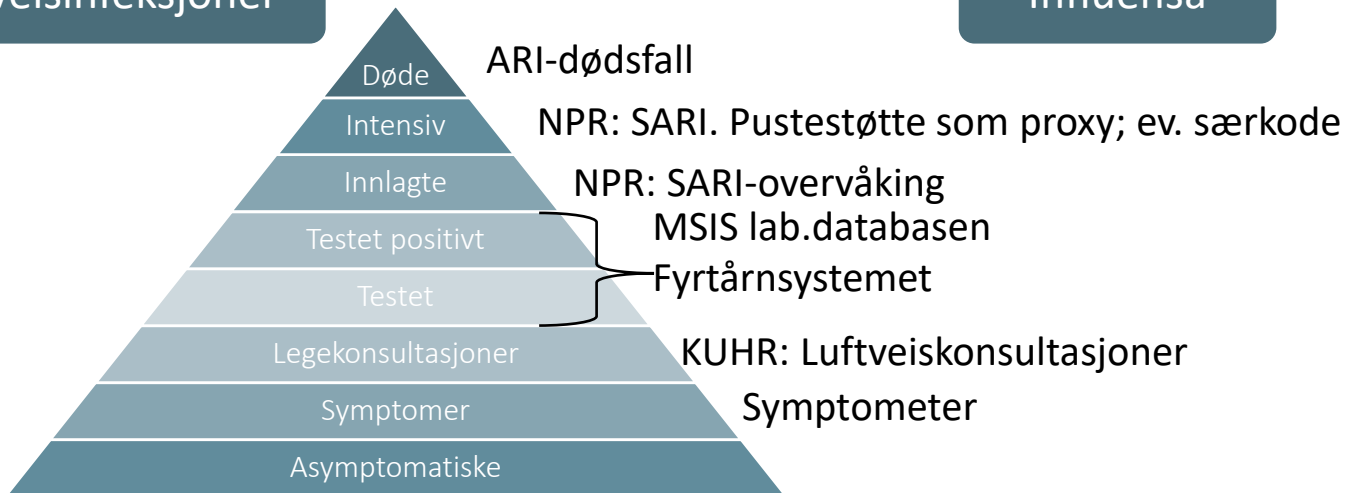 ARI-dødsfall
Døde
Intensiv
NPR: SARI. Pustestøtte som proxy; ev. særkode
Innlagte
NPR: SARI-overvåking
Testet positivt
MSIS lab.databasen
Testet
Fyrtårnsystemet
Legekonsultasjoner
KUHR: Luftveiskonsultasjoner
Symptomer
Symptometer
Asymptomatiske